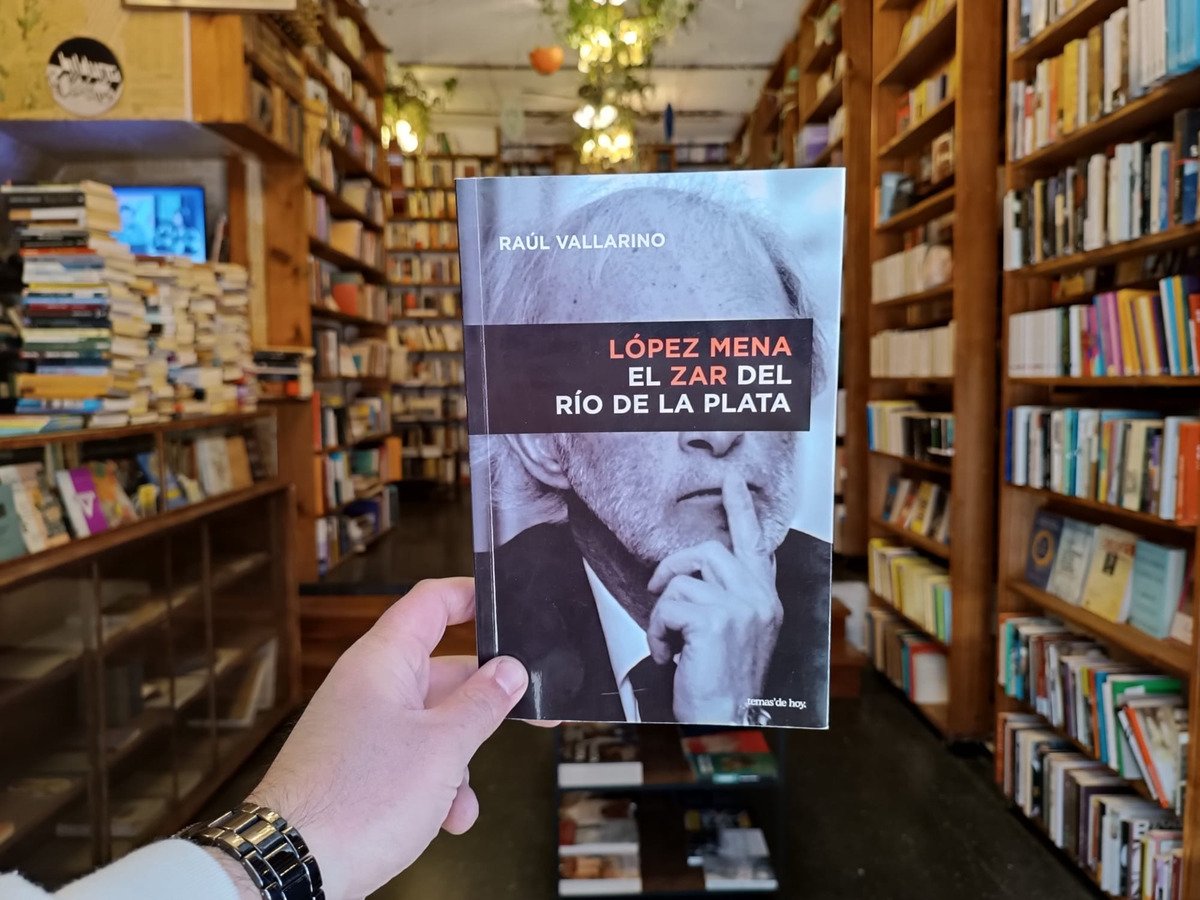 RAÚL VALLARINO
LÓPEZ MENA
EL ZAR DEL
RÍO DE LA PLATA
temas'de hoy.